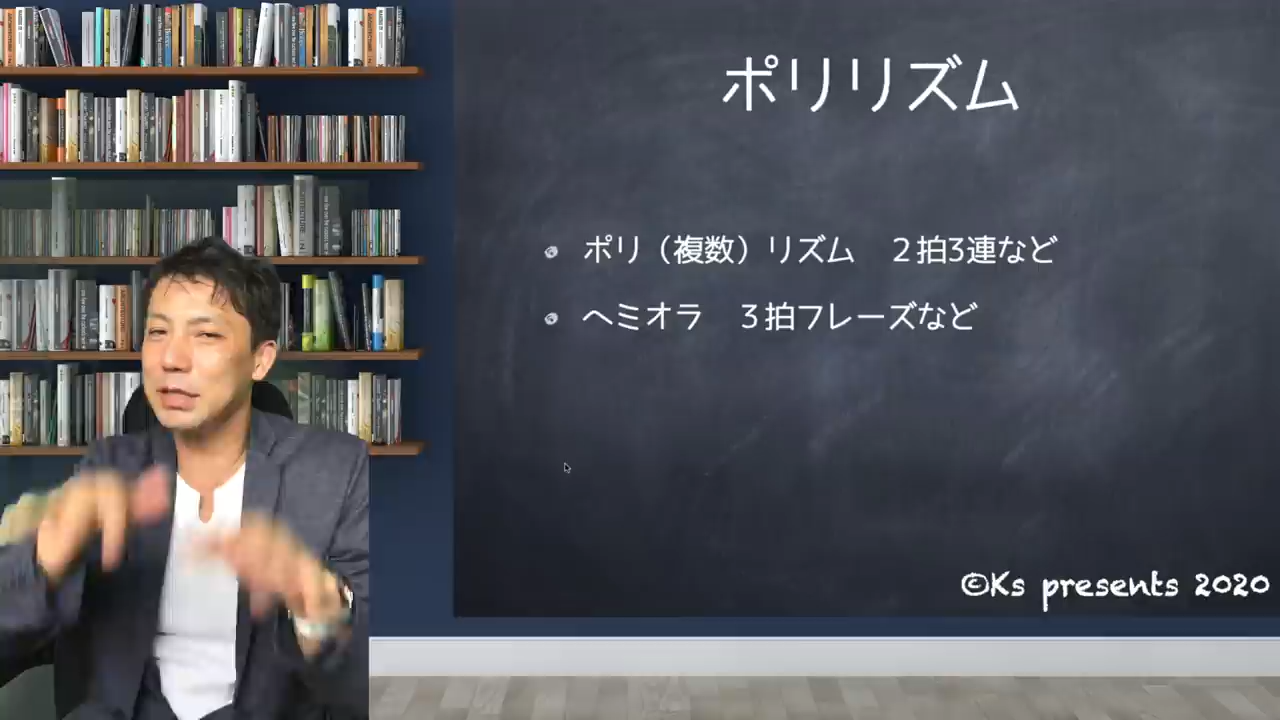 ポリリズム
ポリ（複数）リズム　２拍3連など
ヘミオラ　３拍フレーズなど
©Ks presents 2020